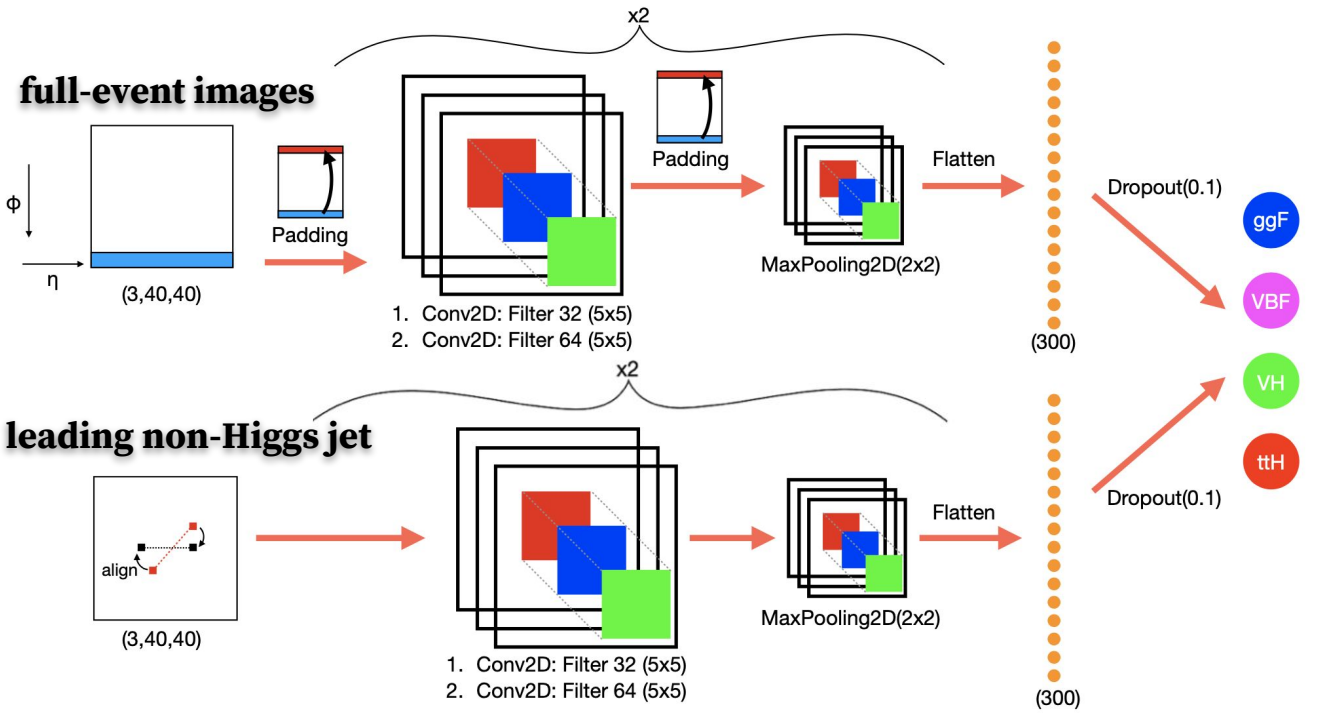 x2
full-event images
ϕ
η
(3,40,40)
Padding
1. Conv2D: Filter 32 (5x5)
2. Conv2D: Filter 64 (5x5)
Padding
MaxPooling2D(2x2)
Flatten
(300)
Dropout(0.1)
ggF
VBF
VH
ttH
x2
leading non-Higgs jet
align
(3,40,40)
1. Conv2D: Filter 32 (5x5)
2. Conv2D: Filter 64 (5x5)
MaxPooling2D(2x2)
Flatten
(300)
Dropout(0.1)